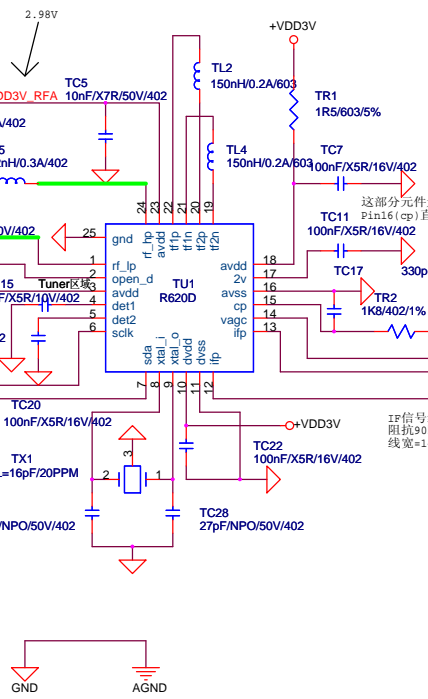 2.98V
+VDD3V
TC5
DD3V_RFA 10nF/X7R/50V/402
TL2
150nH/0.2A/603
TR1
1R5/603/5%
TL4
150nH/0.2A/603
TC7
100nF/X5R/16V/402
A/402
5
2nH/0.3A/402
这部分元件
Pin16(cp)直
TC11
100nF/X5R/16V/402
0V/402
24
23
22
21
20
19
rf_hp
avdd
tf1p
tf1n
tf2p
tf2n
25
gnd
1
rf_lp
2
open_d
3
avdd
4
det1
5
det2
6
sclk
TU1
R620D
avdd
18
2v
17
avss
16
cp
15
vagc
14
ifp
13
TC17
330p
TR2
1K8/402/1%
15
Tuner区域
F/X5R/10V/402
2
sda
xtal_i
xtal_o
dvdd
dvss
ifp
7
8
9
10
11
12
TC20
100nF/X5R/16V/402
+VDD3V
IF信号
阻抗90
线宽=1
TC22
100nF/X5R/16V/402
TX1
L=16pF/20PPM
3
2
1
TC28
27pF/NPO/50V/402
/NPO/50V/402
GND
AGND